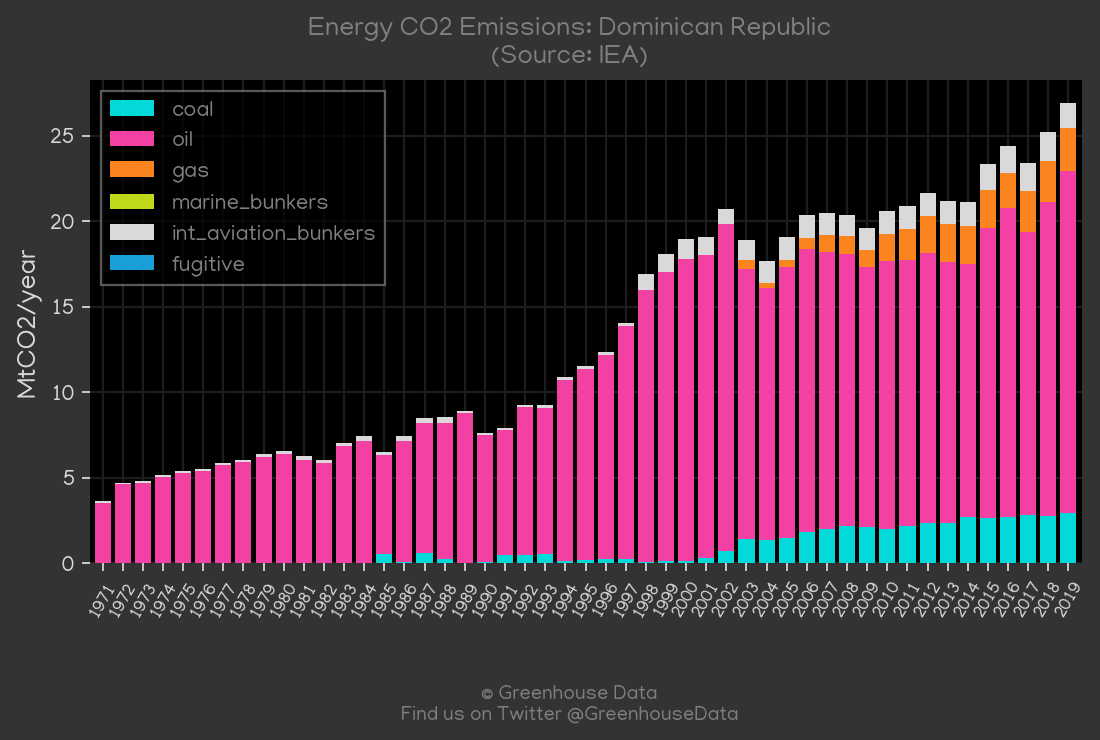 Energy CO2 Emissions: Dominican Republic
(Source: IEA)
coal
oil
gas
marine_bunkers
int_aviation_bunkers
fugitive
MtCO2/year
25
20
15
10
5
0
1971 1972 1973 1974 1975 1976 1977 1978 1979 1980 1981 1982 1983 1984 1985 1986 1987 1988 1989 1990 1991 1992 1993 1994 1995 1996 1997 1998 1999 2000 2001 2002 2003 2004 2005 2006 2007 2008 2009 2010 2011 2012 2013 2014 2015 2016 2017 2018 2019
© Greenhouse Data
Find us on Twitter @GreenhouseData